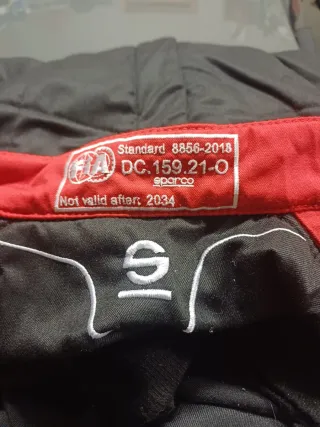 FIA
Standard 8856-2018
DC.159.21-O
sparco
Not valid after: 2034
S